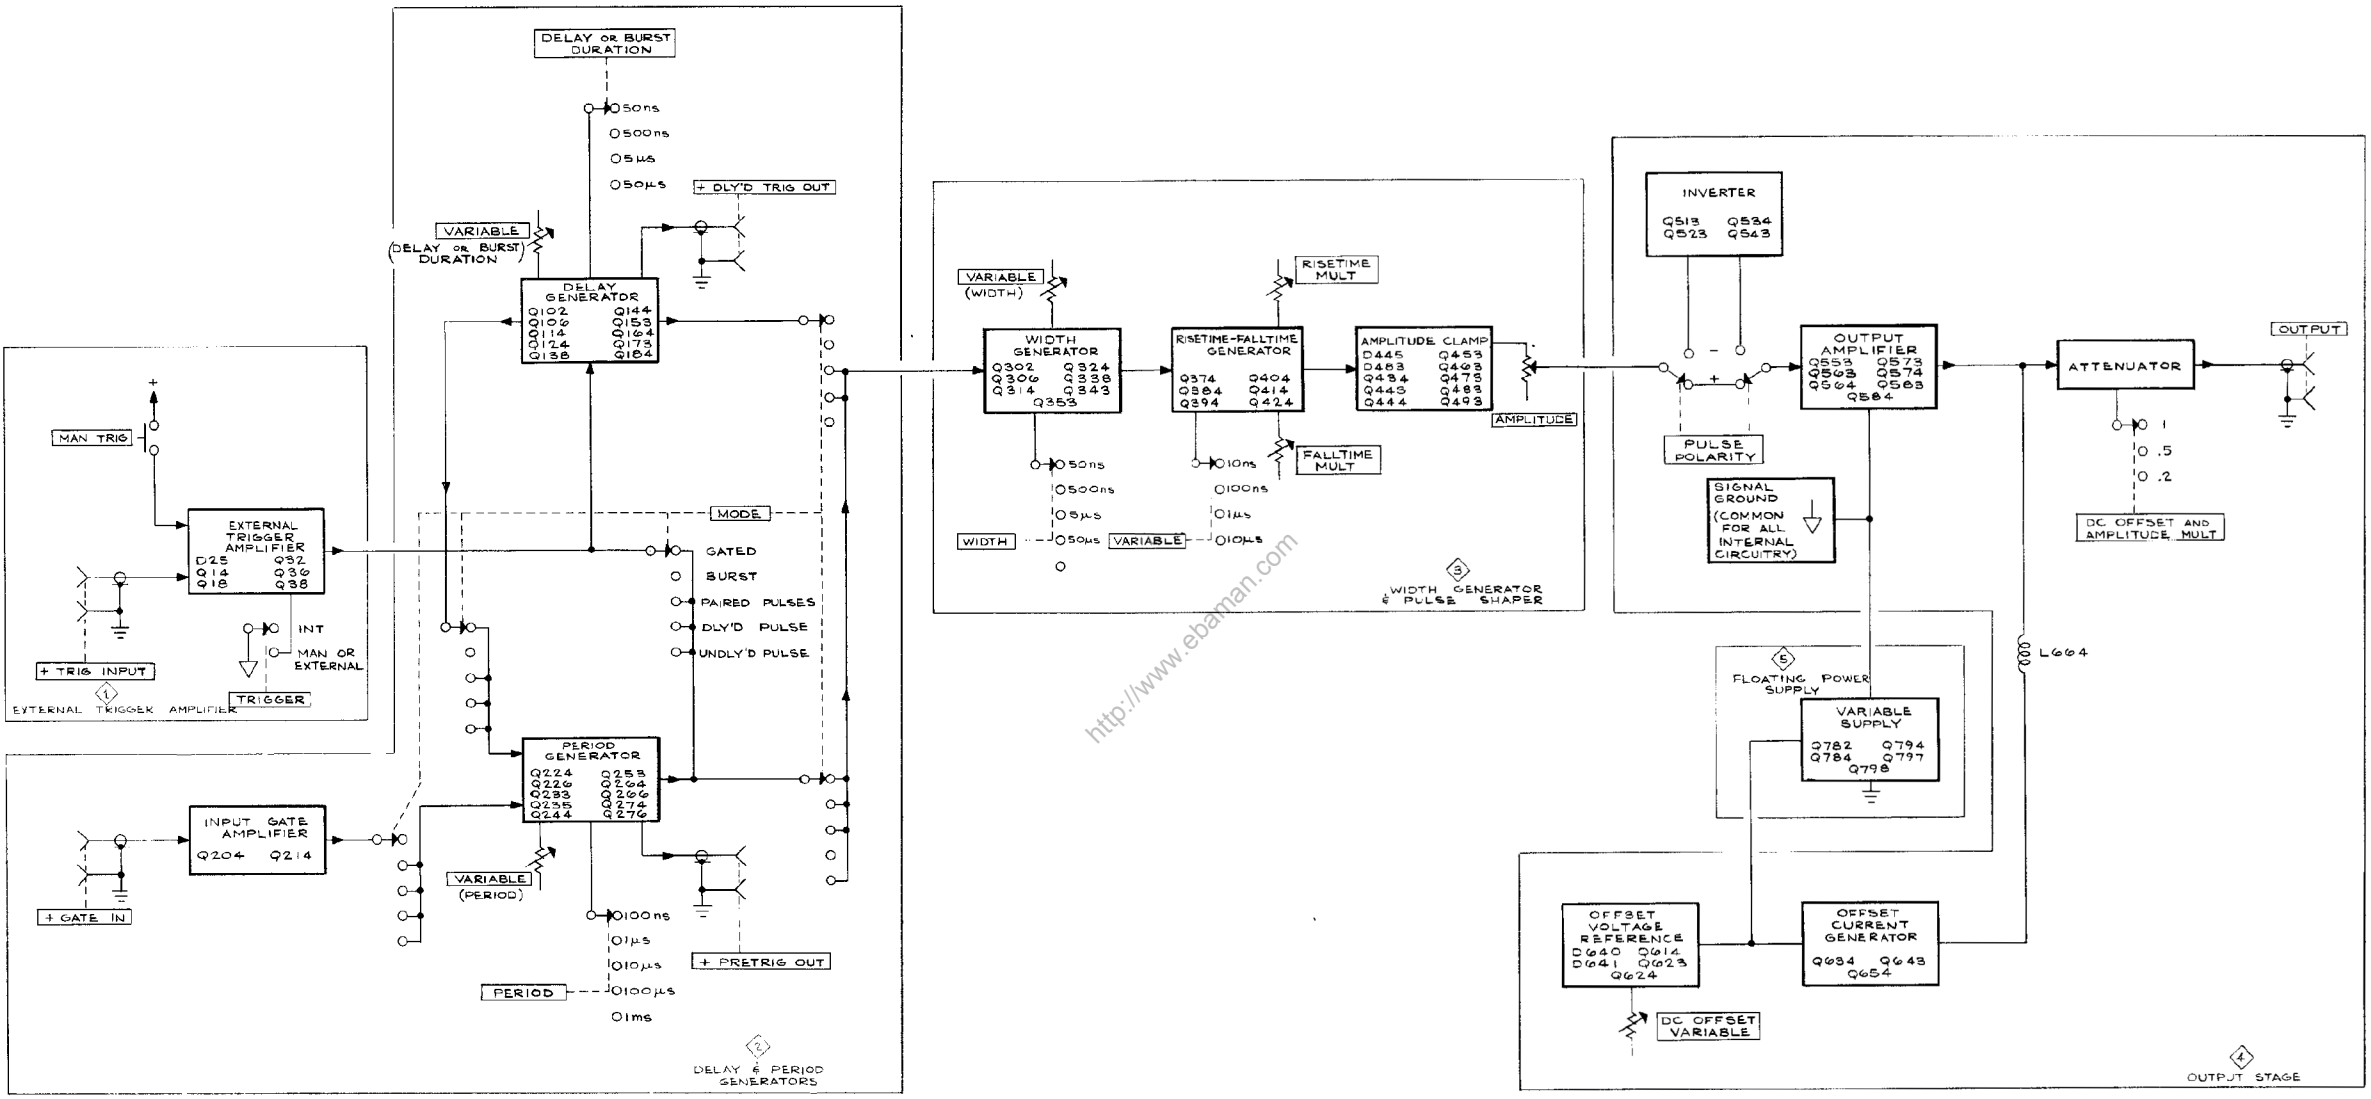 DELAY OR BURST
DURATION
50ns
500ns
5µs
50µs
+ DLY'D TRIG OUT
VARIABLE
(DELAY OR BURST)
DURATION
DELAY
GENERATOR
Q102 Q144
Q106 Q153
Q114 Q164
Q124 Q173
Q138 Q184
+
MAN TRIG
EXTERNAL
TRIGGER
AMPLIFIER
D25 Q32
Q14 Q36
Q18 Q38
+ TRIG INPUT
INT
MAN OR
EXTERNAL
TRIGGER
1
EXTERNAL TRIGGER AMPLIFIER
MODE
GATED
BURST
PAIRED PULSES
DLY'D PULSE
UNDLY'D PULSE
INPUT GATE
AMPLIFIER
Q204 Q214
+ GATE IN
PERIOD
GENERATOR
Q224 Q253
Q226 Q264
Q233 Q266
Q235 Q274
Q244 Q276
VARIABLE
(PERIOD)
100ns
1µs
10µs
100µs
1ms
PERIOD
+ PRETRIG OUT
2
DELAY & PERIOD
GENERATORS
VARIABLE
(WIDTH)
WIDTH
GENERATOR
Q302 Q324
Q306 Q338
Q314 Q343
Q353
50ns
500ns
5µs
50µs
WIDTH
RISETIME
MULT
RISETIME-FALLTIME
GENERATOR
Q374 Q404
Q384 Q414
Q394 Q424
FALLTIME
MULT
10ns
100ns
1µs
10µs
VARIABLE
AMPLITUDE CLAMP
D445 Q453
D483 Q463
Q434 Q473
Q443 Q483
Q444 Q493
AMPLITUDE
3
WIDTH GENERATOR
& PULSE SHAPER
http://www.ebaman.com
INVERTER
Q513 Q534
Q523 Q543
-
+
PULSE
POLARITY
OUTPUT
AMPLIFIER
Q553 Q573
Q563 Q574
Q564 Q583
Q584
SIGNAL
GROUND
(COMMON
FOR ALL
INTERNAL
CIRCUITRY)
ATTENUATOR
OUTPUT
1
.5
.2
DC OFFSET AND
AMPLITUDE MULT
L664
5
FLOATING POWER
SUPPLY
VARIABLE
SUPPLY
Q782 Q794
Q784 Q797
Q798
OFFSET
VOLTAGE
REFERENCE
D640 Q614
D641 Q623
Q624
DC OFFSET
VARIABLE
OFFSET
CURRENT
GENERATOR
Q634 Q643
Q654
4
OUTPUT STAGE